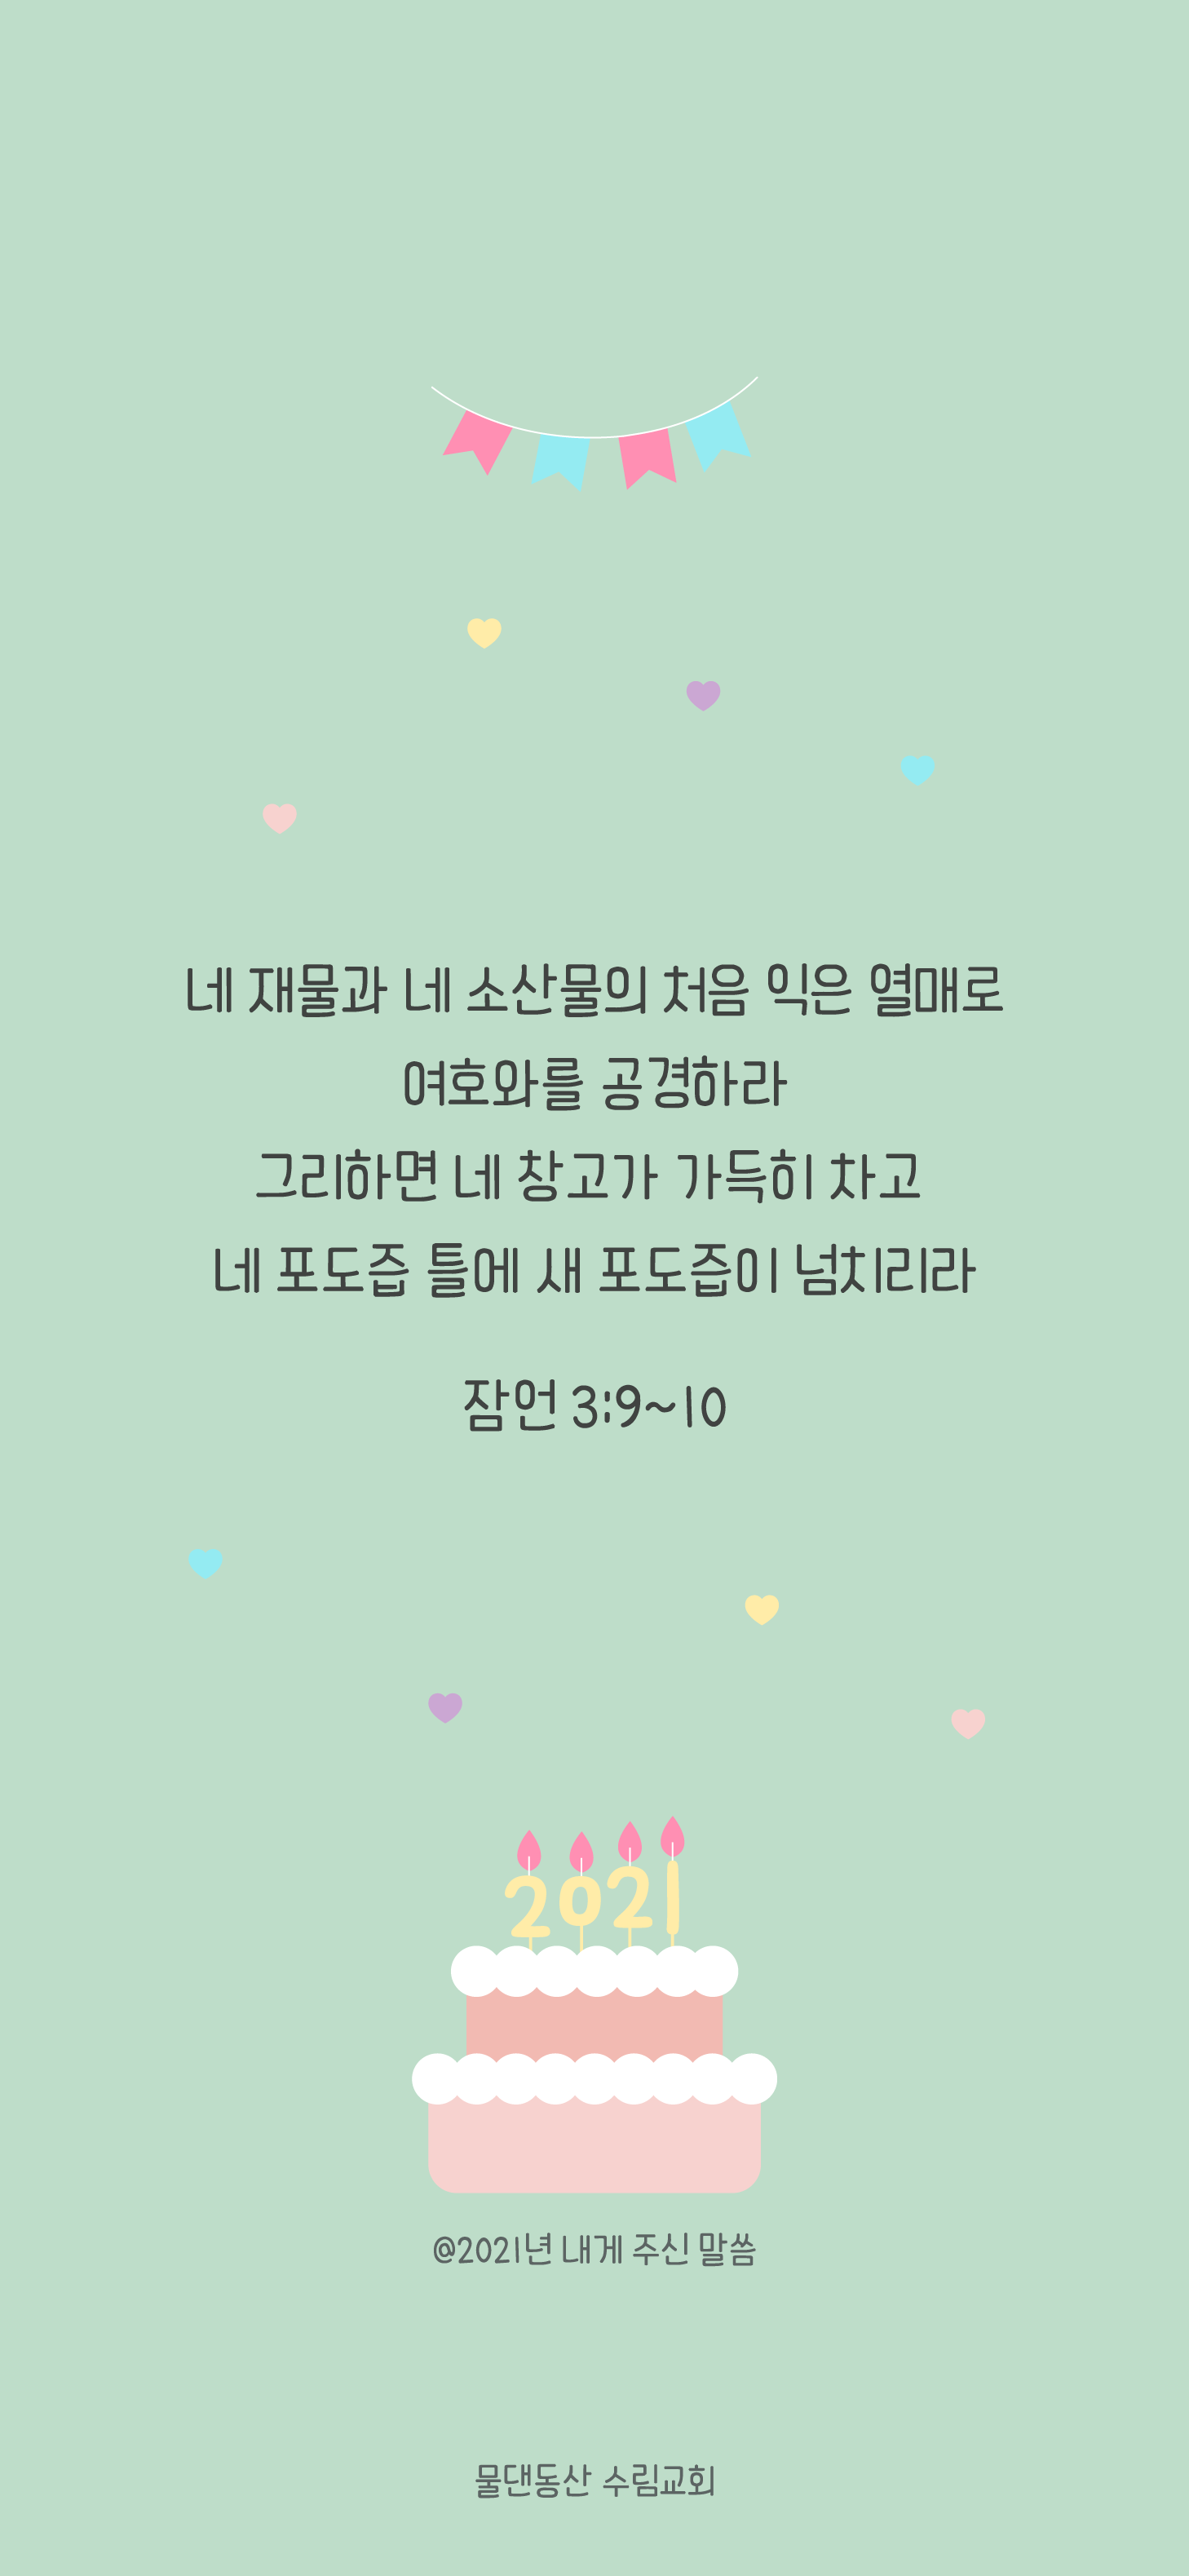 네 재물과 네 소산물의 처음 익은 열매로
여호와를 공경하라
그리하면 네 창고가 가득히 차고
네 포도즙 틀에 새 포도즙이 넘치리라
잠언 3:9~10
2021
@2021년 내게 주신 말씀
물댄동산 수림교회